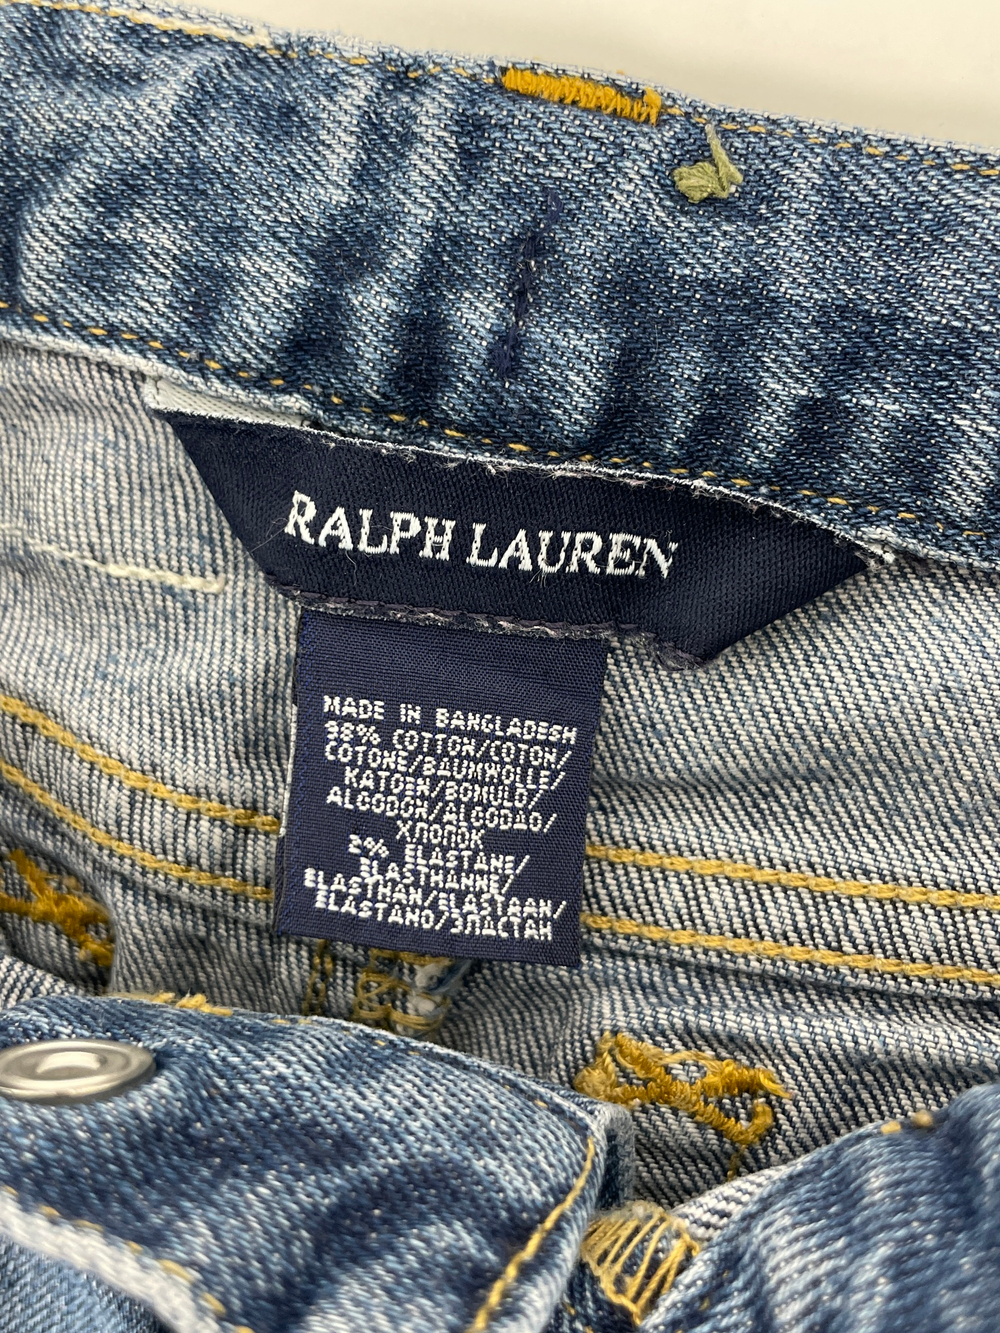 RALPH LAUREN
MADE IN BANGLADESH
98% COTTON/COTON/
COTONE/BAUMWOLLE/
KATOEN/BOMULD/
ALGODON/ALGODAO/
ХЛОПОК
2% ELASTANE/
ELASTHANNE/
ELASTHAN/ELASTAAN/
ELASTANO/ЭЛАСТАН